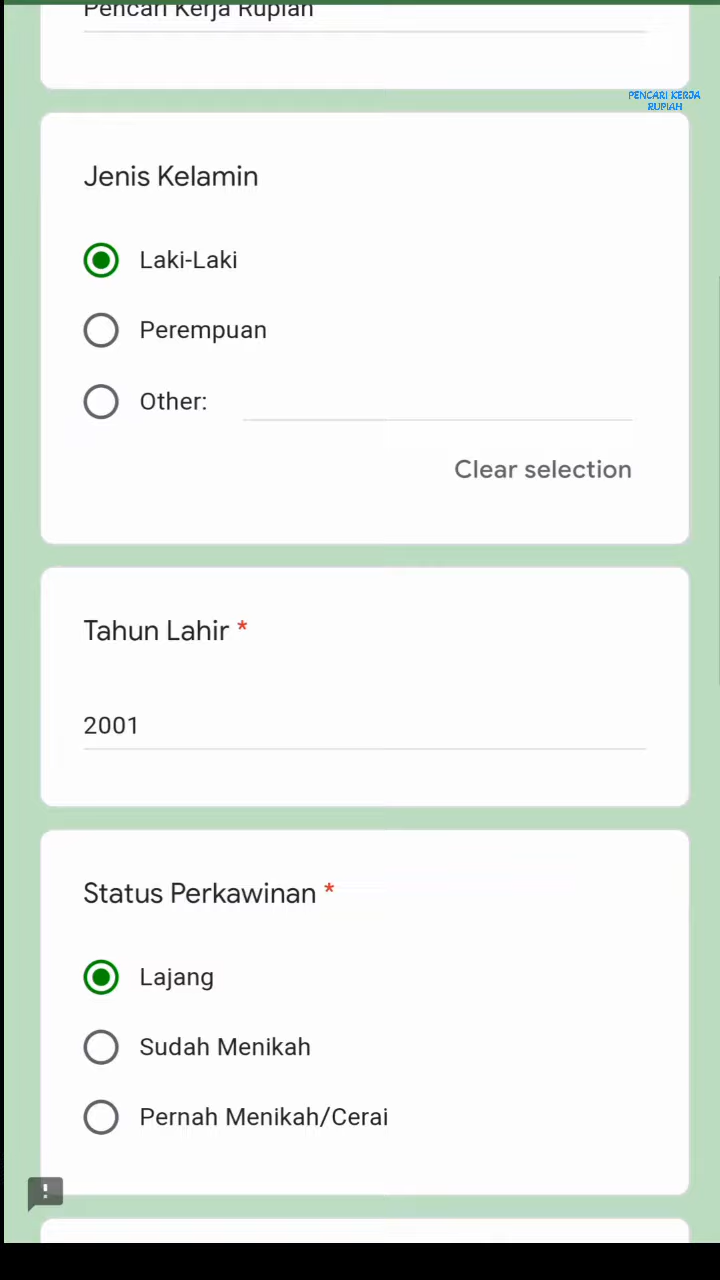 Pencari Kerja Rupiah
PENCARI KERJA
RUPIAH
Jenis Kelamin
Laki-Laki
Perempuan
Other:
Clear selection
Tahun Lahir *
2001
Status Perkawinan *
Lajang
Sudah Menikah
Pernah Menikah/Cerai